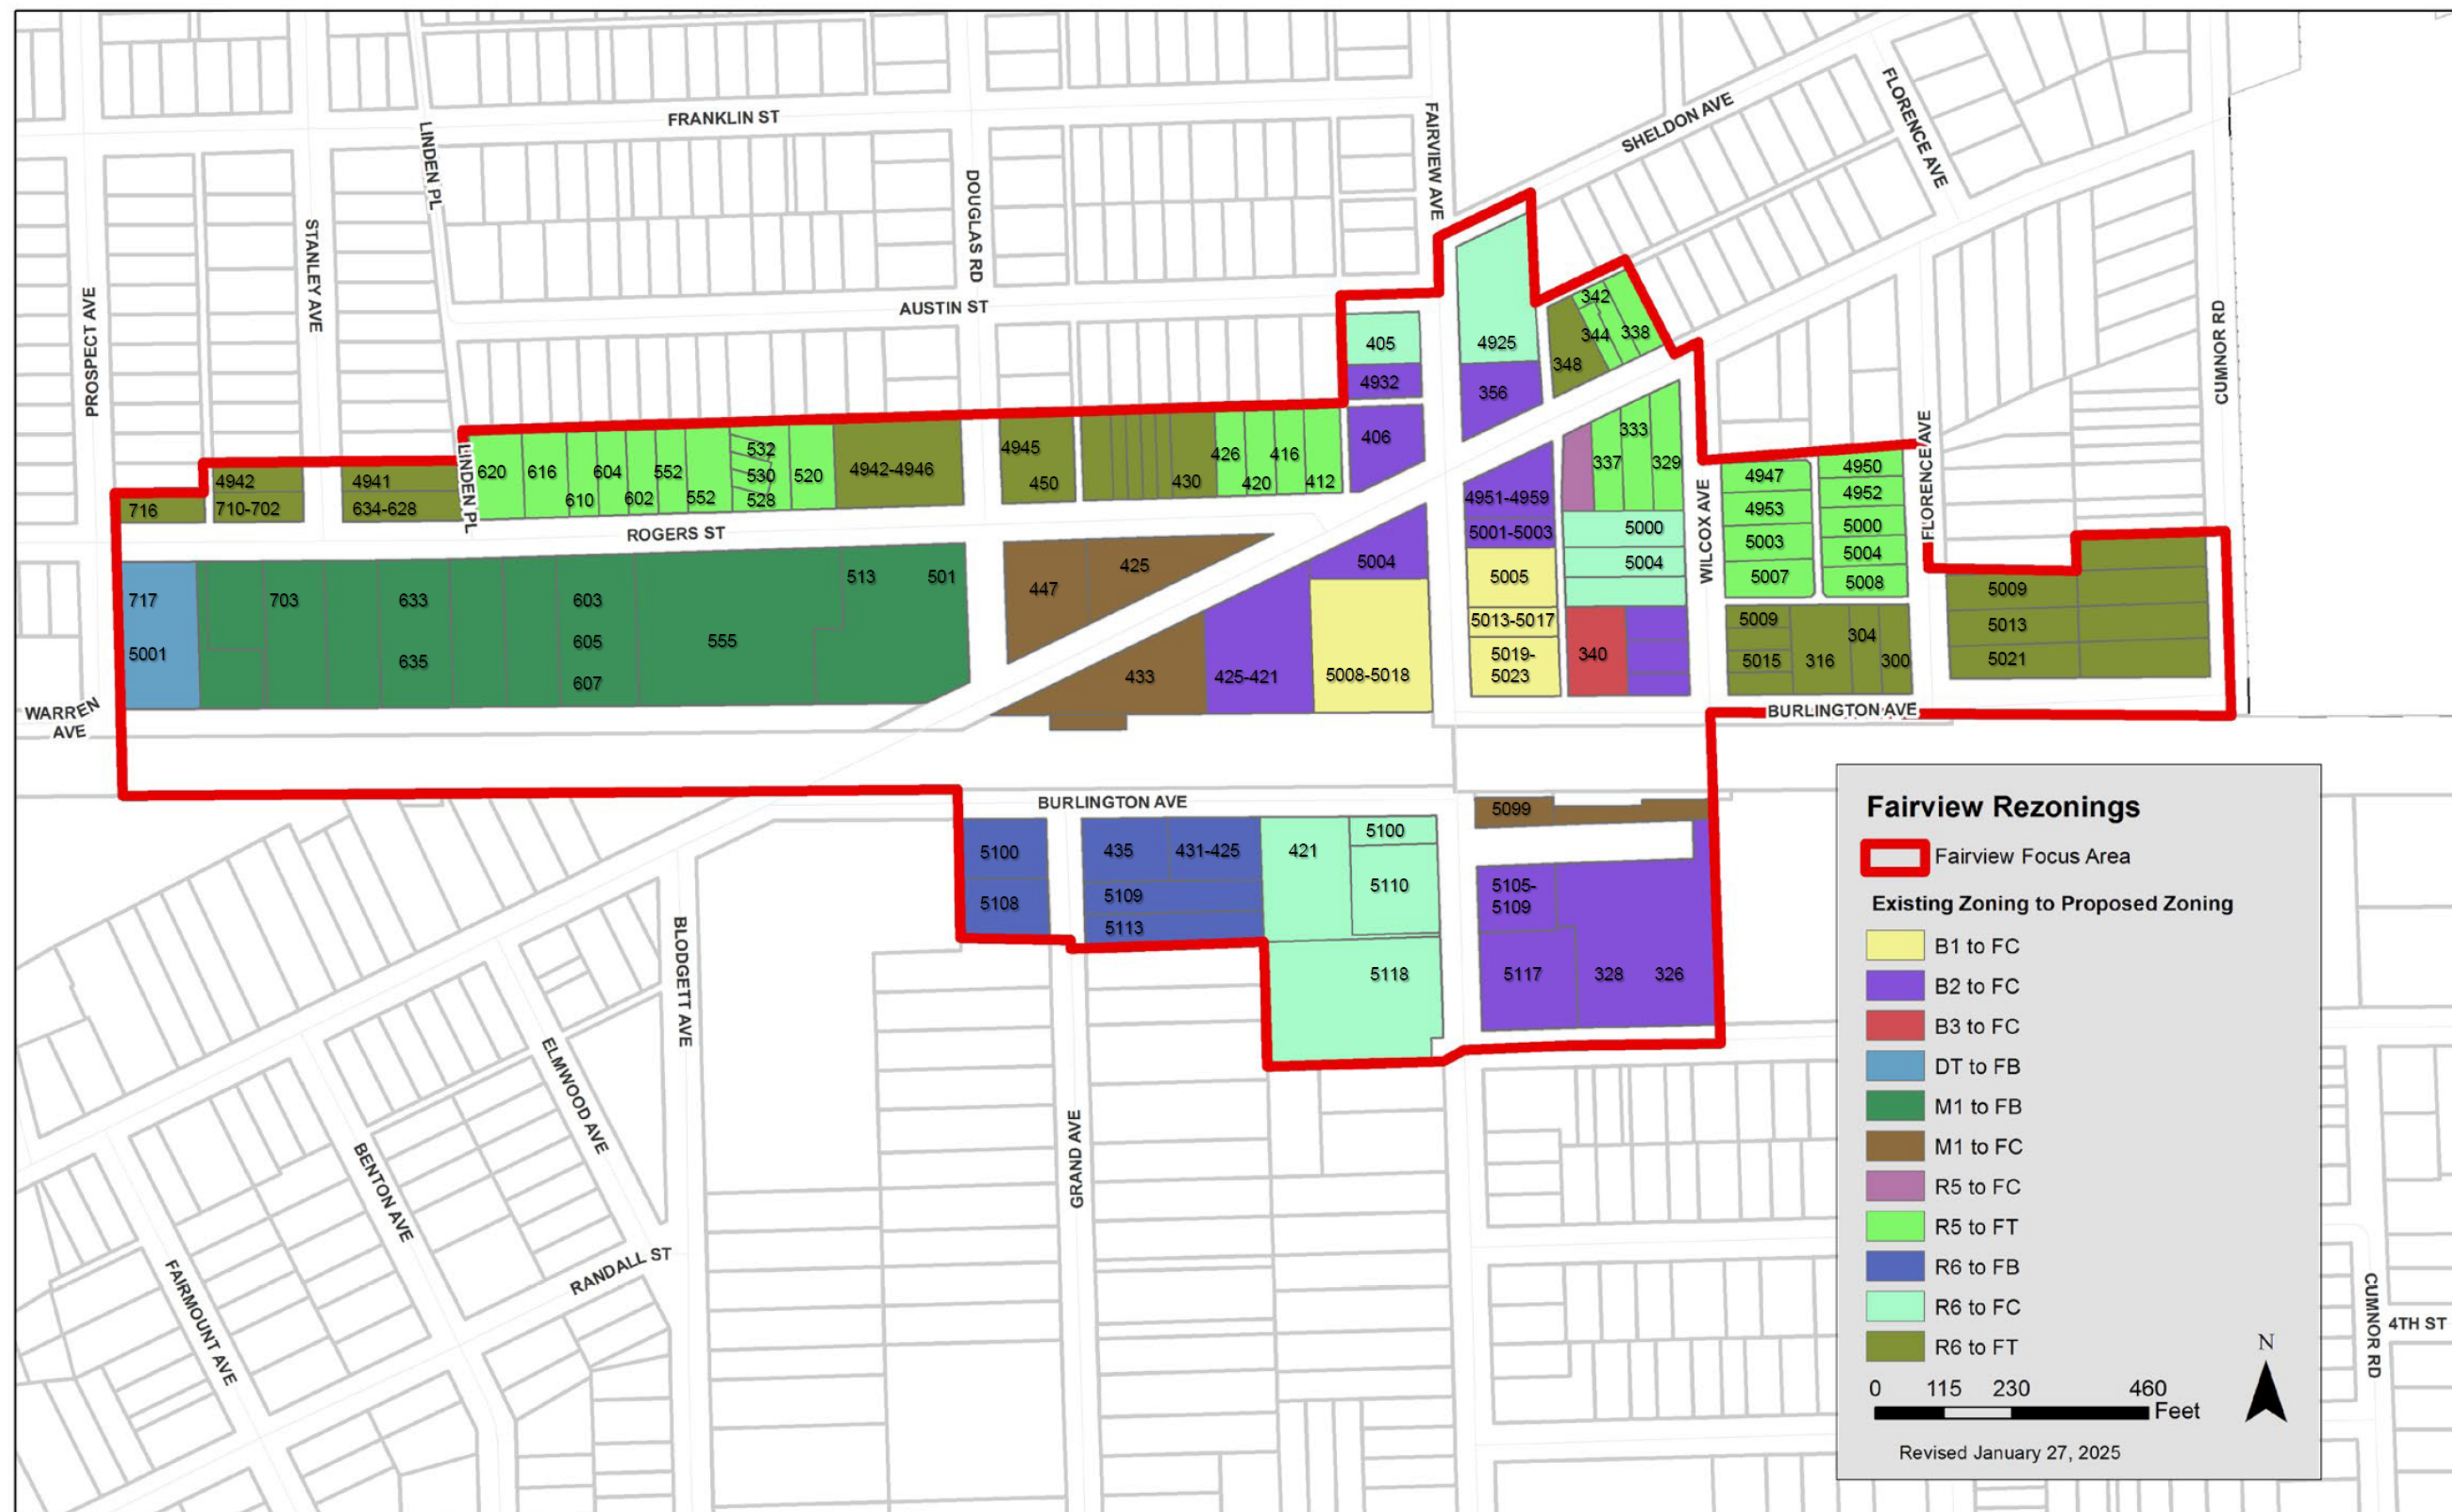 FRANKLIN ST
SHELDON AVE
FLORENCE AVE
LINDEN PL
FAIRVIEW AVE
DOUGLAS RD
STANLEY AVE
PROSPECT AVE
AUSTIN ST
CUMNOR RD
342
344
338
348
405
4925
4932
356
406
333
337
329
4942
710-702
716
4941
634-628
LINDEN PL
620
616
610
604
602
552
552
532
530
528
520
4942-4946
4945
450
430
426
420
416
412
4951-4959
5001-5003
5000
5004
WILCOX AVE
4947
4953
5003
5007
4950
4952
5000
5004
5008
FLORENCE AVE
ROGERS ST
717
5001
703
633
635
603
605
607
555
513
501
447
425
433
425-421
5004
5008-5018
5005
5013-5017
5019-
5023
340
5009
5015
316
304
300
5009
5013
5021
WARREN
AVE
BURLINGTON AVE
BURLINGTON AVE
5099
5100
5108
435
431-425
5109
5113
421
5100
5110
5118
5105-
5109
5117
328
326
BLODGETT AVE
ELMWOOD AVE
BENTON AVE
FAIRMOUNT AVE
RANDALL ST
GRAND AVE
CUMNOR RD
4TH ST
Fairview Rezonings
Fairview Focus Area
Existing Zoning to Proposed Zoning
B1 to FC
B2 to FC
B3 to FC
DT to FB
M1 to FB
M1 to FC
R5 to FC
R5 to FT
R6 to FB
R6 to FC
R6 to FT
N
0 115 230 460
Feet
Revised January 27, 2025